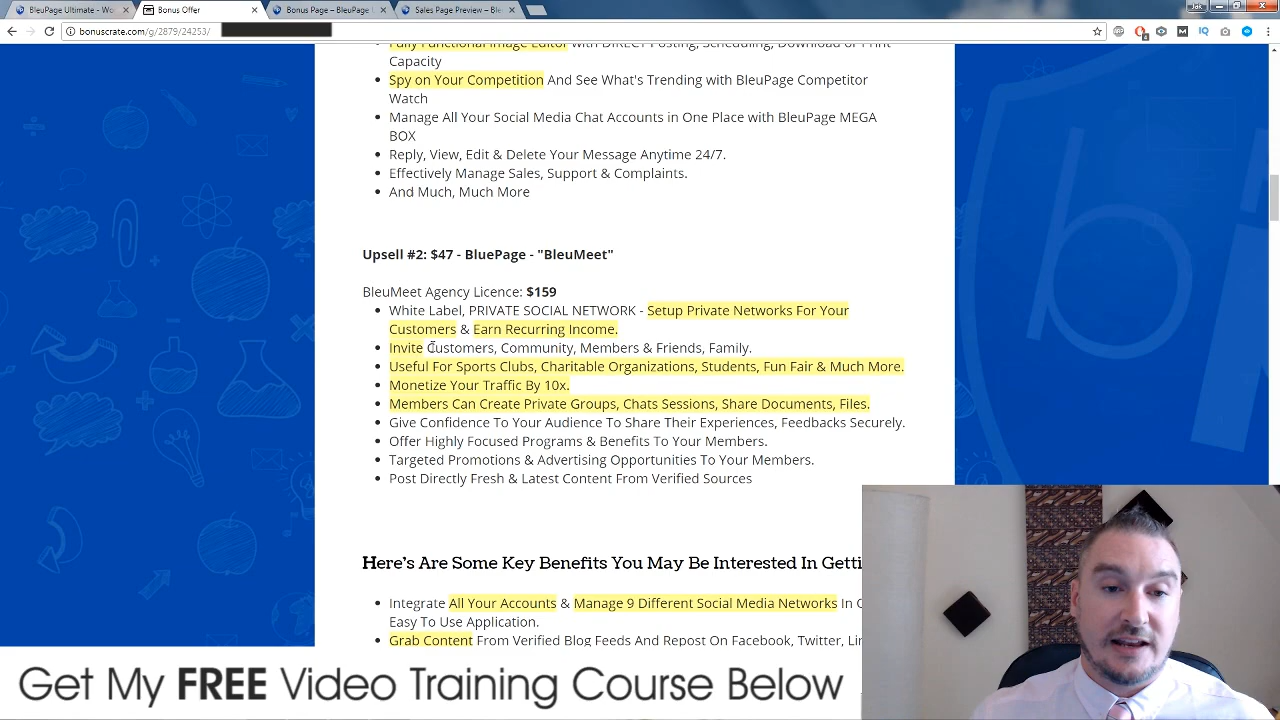 BleuPage Ultimate - Wo
Bonus Offer
Bonus Page – BleuPage U
Sales Page Preview – Ble
Jak
bonuscrate.com/g/2879/24253/
Fully Functional Image Editor with DIRECT Posting, Scheduling, Download or Print
Capacity
Spy on Your Competition And See What's Trending with BleuPage Competitor
Watch
Manage All Your Social Media Chat Accounts in One Place with BleuPage MEGA
BOX
Reply, View, Edit & Delete Your Message Anytime 24/7.
Effectively Manage Sales, Support & Complaints.
And Much, Much More
Upsell #2: $47 - BluePage - "BleuMeet"
BleuMeet Agency Licence: $159
White Label, PRIVATE SOCIAL NETWORK - Setup Private Networks For Your
Customers & Earn Recurring Income.
Invite Customers, Community, Members & Friends, Family.
Useful For Sports Clubs, Charitable Organizations, Students, Fun Fair & Much More.
Monetize Your Traffic By 10x.
Members Can Create Private Groups, Chats Sessions, Share Documents, Files.
Give Confidence To Your Audience To Share Their Experiences, Feedbacks Securely.
Offer Highly Focused Programs & Benefits To Your Members.
Targeted Promotions & Advertising Opportunities To Your Members.
Post Directly Fresh & Latest Content From Verified Sources
Here's Are Some Key Benefits You May Be Interested In Getti
Integrate All Your Accounts & Manage 9 Different Social Media Networks In O
Easy To Use Application.
Grab Content From Verified Blog Feeds And Repost On Facebook, Twitter, Lin
Get My FREE Video Training Course Below